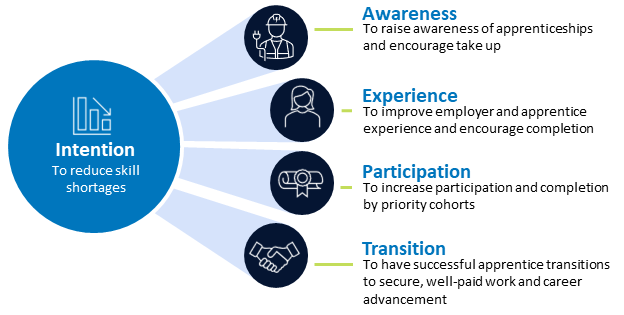 Intention
To reduce skill
shortages
Awareness
To raise awareness of apprenticeships
and encourage take up
Experience
To improve employer and apprentice
experience and encourage completion
Participation
To increase participation and completion
by priority cohorts
Transition
To have successful apprentice transitions
to secure, well-paid work and career
advancement